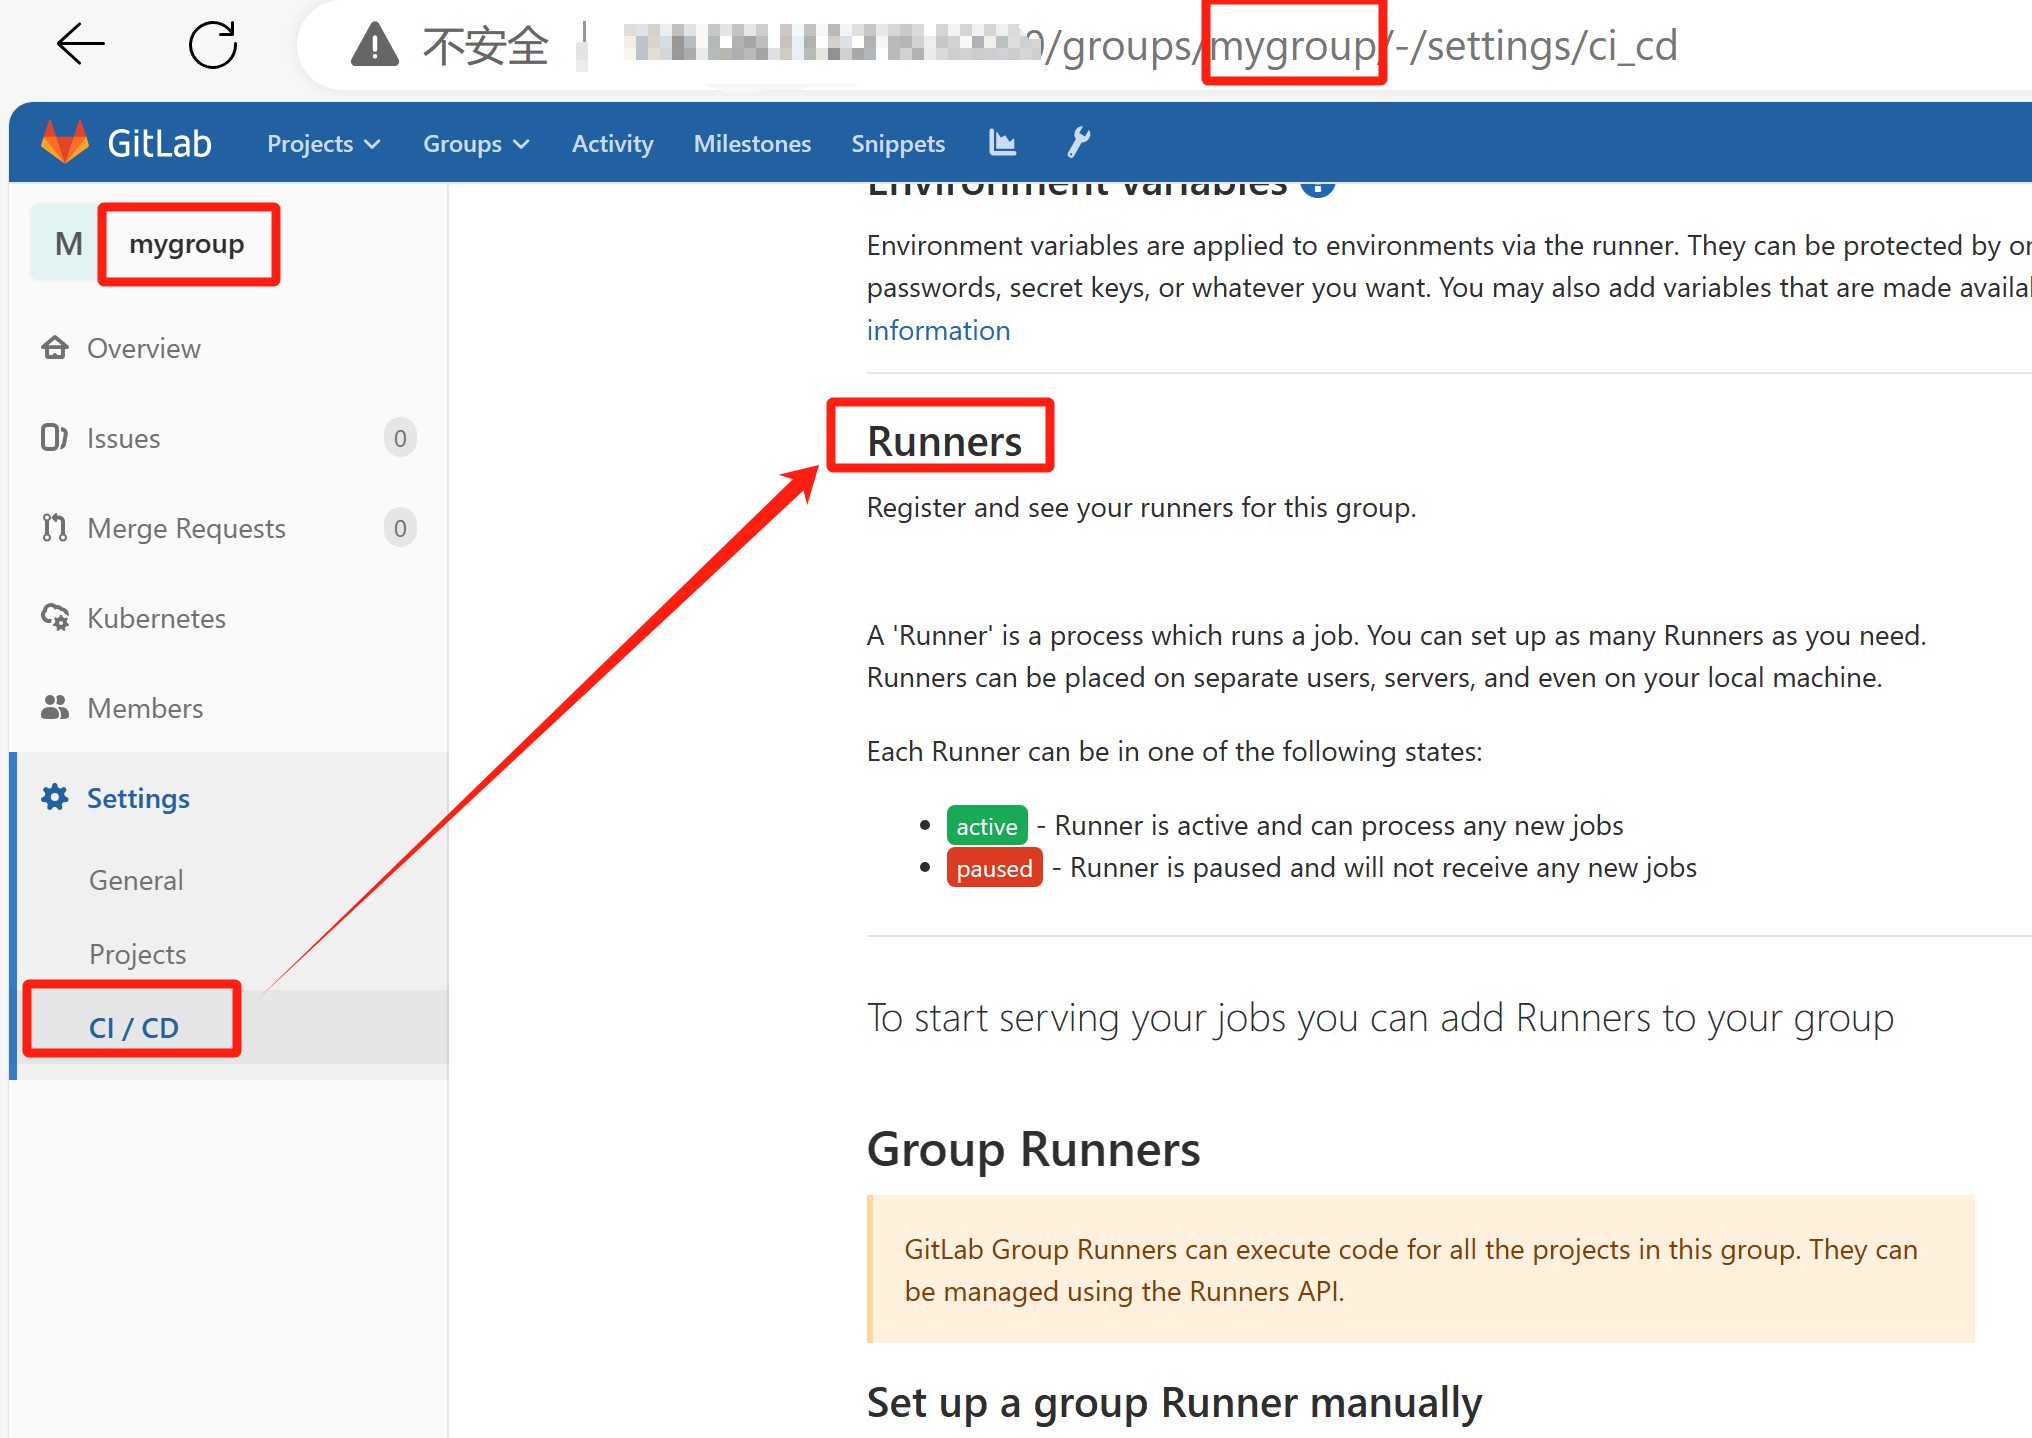 不安全
/groups/mygroup/-/settings/ci_cd
GitLab Projects Groups Activity Milestones Snippets
M mygroup
Overview
Issues 0
Merge Requests 0
Kubernetes
Members
Settings
General
Projects
CI / CD
Environment variables
Environment variables are applied to environments via the runner. They can be protected by
passwords, secret keys, or whatever you want. You may also add variables that are made
information
Runners
Register and see your runners for this group.
A 'Runner' is a process which runs a job. You can set up as many Runners as you need.
Runners can be placed on separate users, servers, and even on your local machine.
Each Runner can be in one of the following states:
active - Runner is active and can process any new jobs
paused - Runner is paused and will not receive any new jobs
To start serving your jobs you can add Runners to your group
Group Runners
GitLab Group Runners can execute code for all the projects in this group. They can
be managed using the Runners API.
Set up a group Runner manually